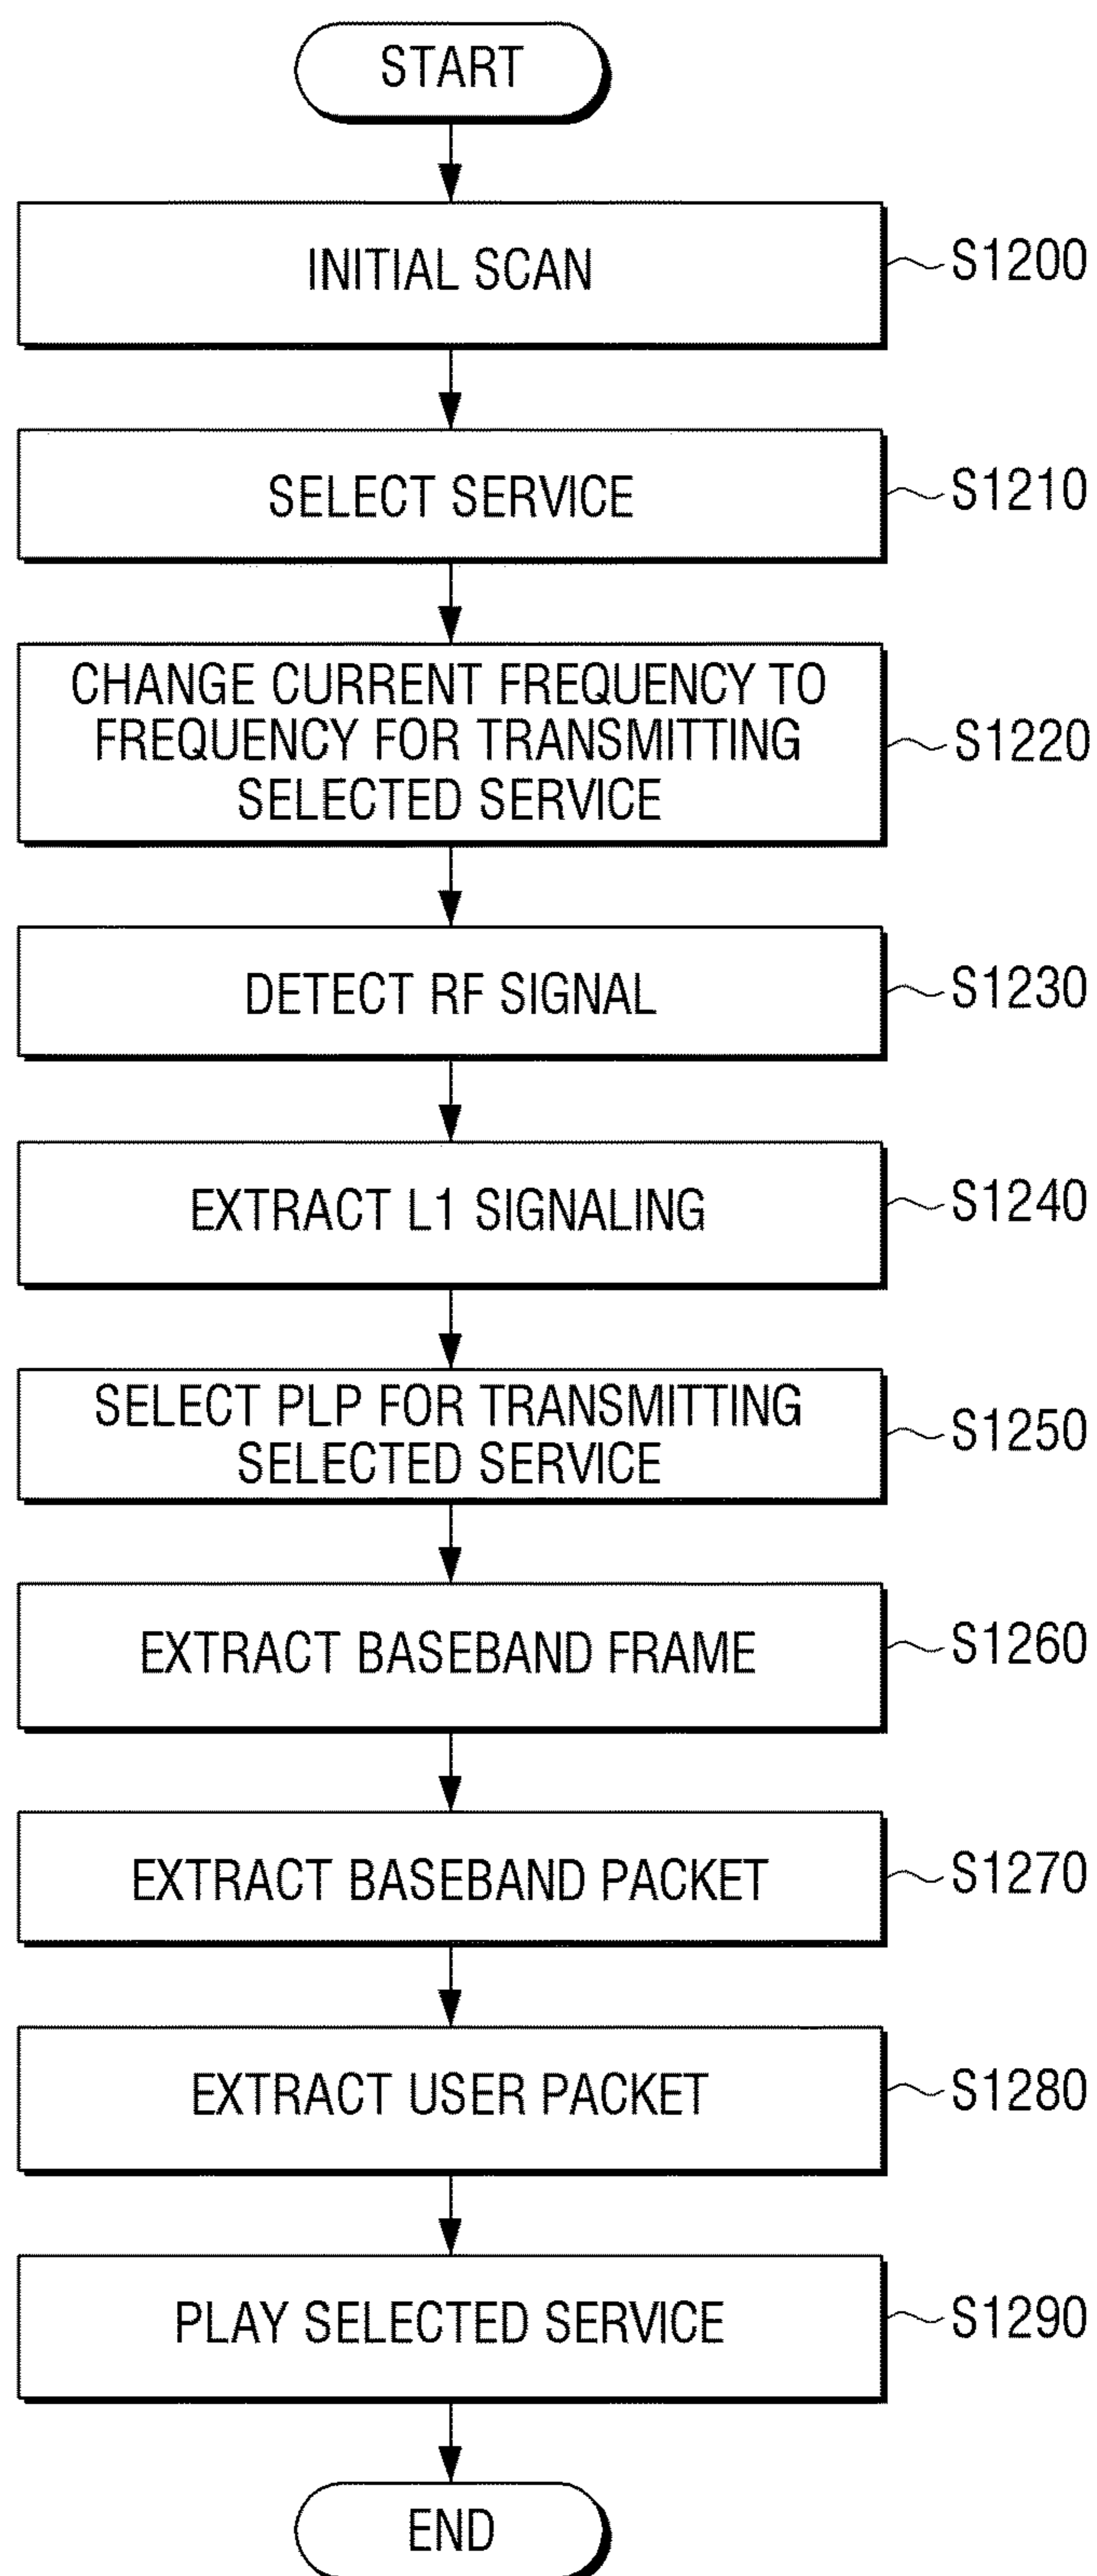 START
INITIAL SCAN
S1200
SELECT SERVICE
S1210
CHANGE CURRENT FREQUENCY TO
FREQUENCY FOR TRANSMITTING
SELECTED SERVICE
S1220
DETECT RF SIGNAL
S1230
EXTRACT L1 SIGNALING
S1240
SELECT PLP FOR TRANSMITTING
SELECTED SERVICE
S1250
EXTRACT BASEBAND FRAME
S1260
EXTRACT BASEBAND PACKET
S1270
EXTRACT USER PACKET
S1280
PLAY SELECTED SERVICE
S1290
END